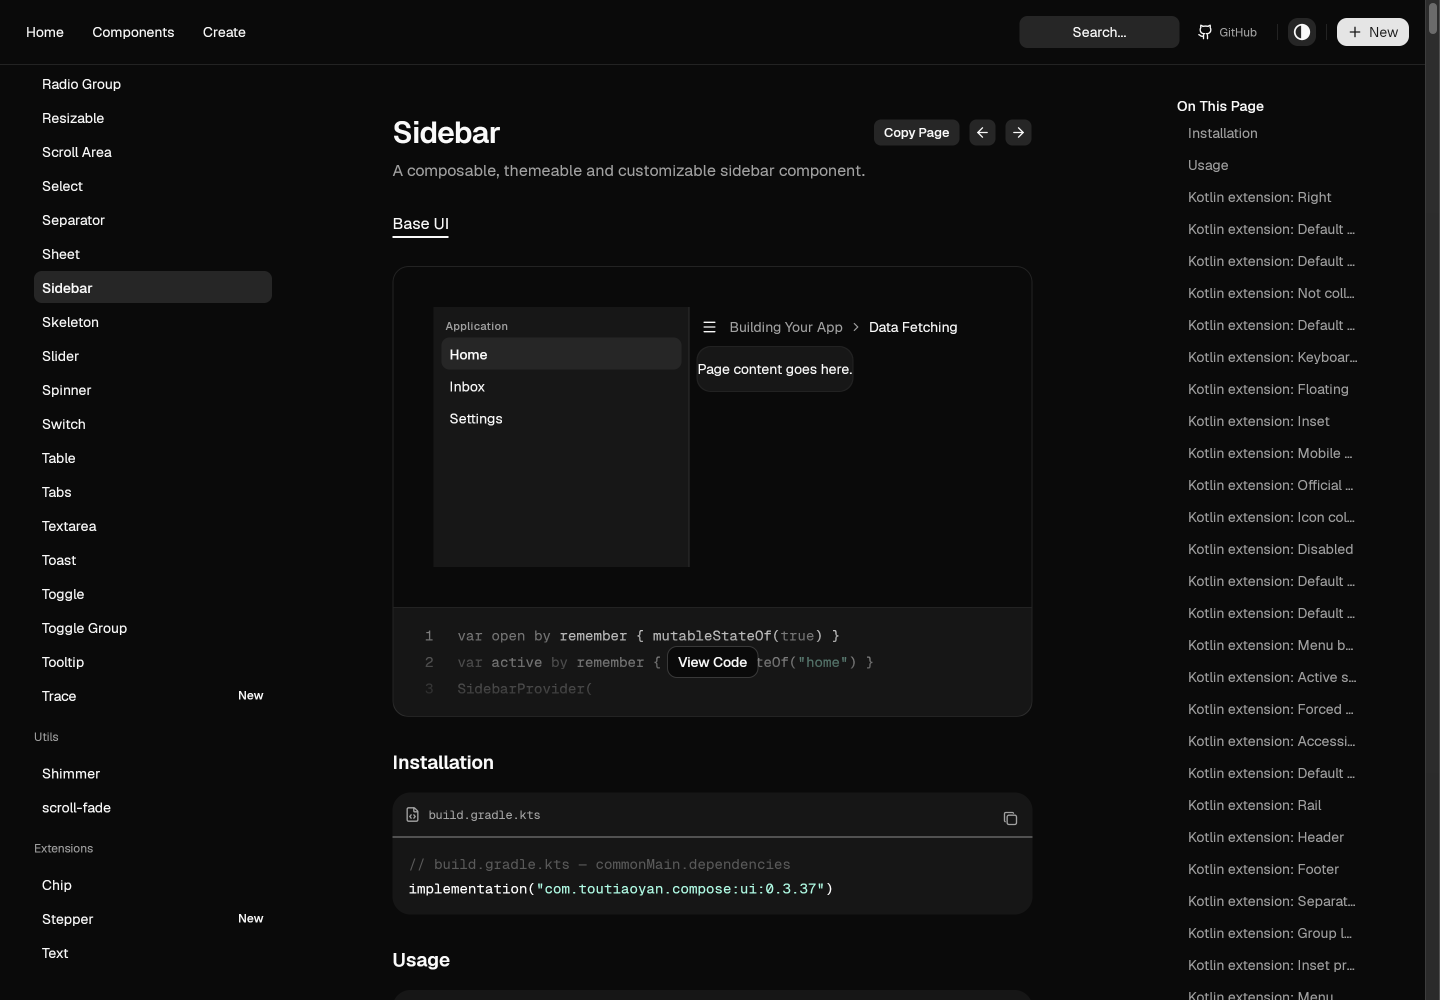 Home
Components
Create
Search...
GitHub
New
Radio Group
Resizable
Scroll Area
Select
Separator
Sheet
Sidebar
Skeleton
Slider
Spinner
Switch
Table
Tabs
Textarea
Toast
Toggle
Toggle Group
Tooltip
Trace New
Utils
Shimmer
scroll-fade
Extensions
Chip
Stepper New
Text
Sidebar
Copy Page
A composable, themeable and customizable sidebar component.
Base UI
Application
Home
Inbox
Settings
Building Your App
Data Fetching
Page content goes here.
1 var open by remember { mutableStateOf(true) }
2 var active by remember { teOf("home") }
View Code
3 SidebarProvider(
Installation
build.gradle.kts
// build.gradle.kts — commonMain.dependencies
implementation("com.toutiaoyan.compose:ui:0.3.37")
Usage
On This Page
Installation
Usage
Kotlin extension: Right
Kotlin extension: Default ...
Kotlin extension: Default ...
Kotlin extension: Not coll...
Kotlin extension: Default ...
Kotlin extension: Keyboar...
Kotlin extension: Floating
Kotlin extension: Inset
Kotlin extension: Mobile ...
Kotlin extension: Official ...
Kotlin extension: Icon col...
Kotlin extension: Disabled
Kotlin extension: Default ...
Kotlin extension: Default ...
Kotlin extension: Menu b...
Kotlin extension: Active s...
Kotlin extension: Forced ...
Kotlin extension: Accessi...
Kotlin extension: Default ...
Kotlin extension: Rail
Kotlin extension: Header
Kotlin extension: Footer
Kotlin extension: Separat...
Kotlin extension: Group l...
Kotlin extension: Inset pr...
Kotlin extension: Menu